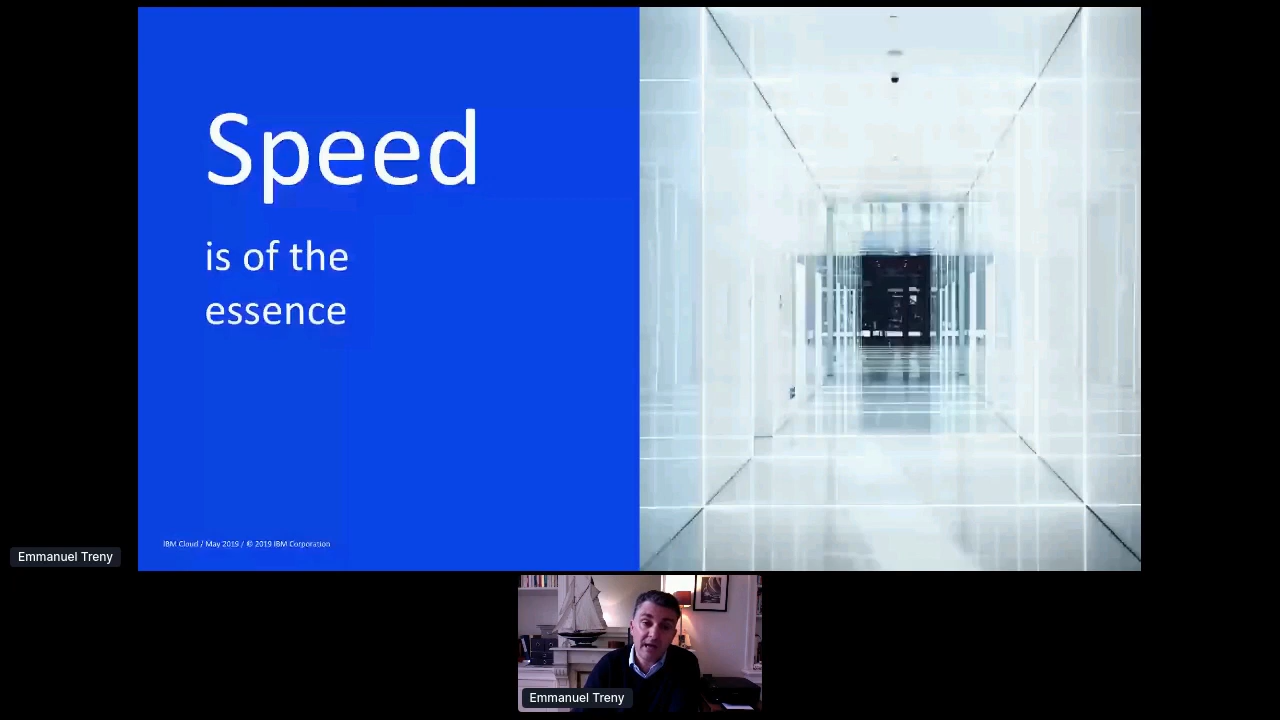 Speed
is of the
essence
IBM Cloud / May 2019 / © 2019 IBM Corporation
Emmanuel Treny
Emmanuel Treny